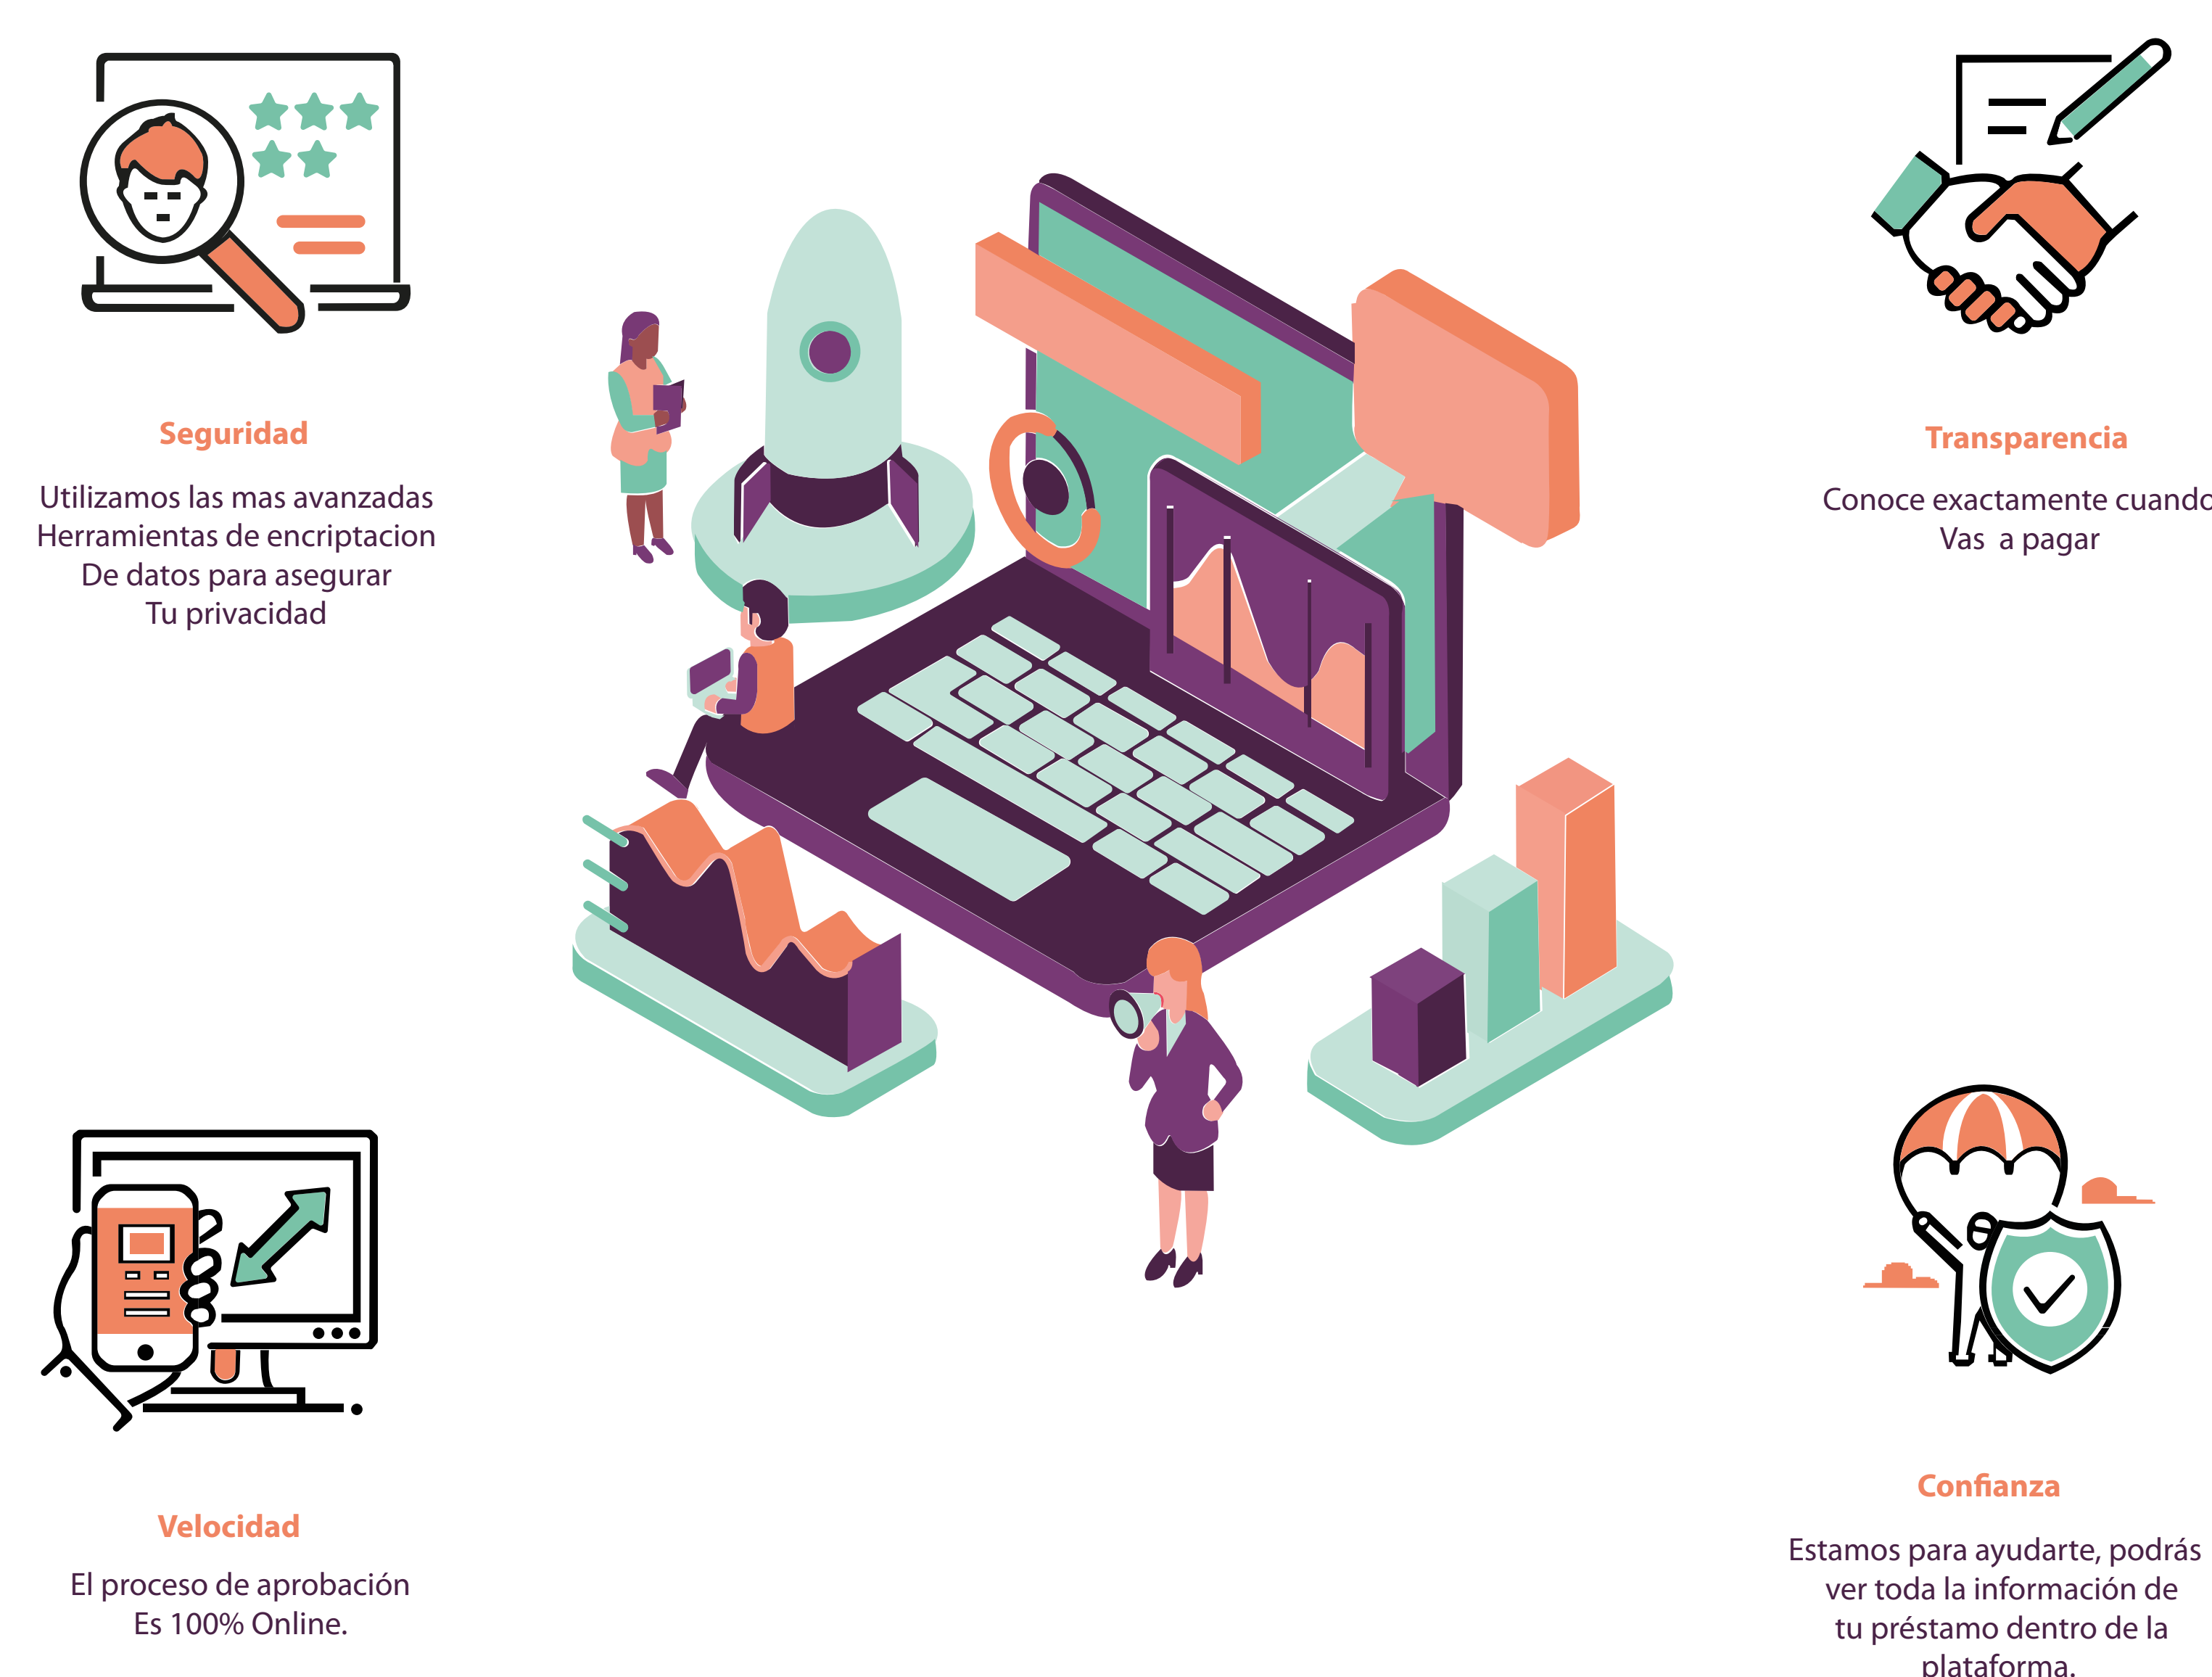 Seguridad
Utilizamos las mas avanzadas
Herramientas de encriptacion
De datos para asegurar
Tu privacidad
Transparencia
Conoce exactamente cuando
Vas a pagar
Velocidad
El proceso de aprobación
Es 100% Online.
Confianza
Estamos para ayudarte, podrás
ver toda la información de
tu préstamo dentro de la
plataforma.